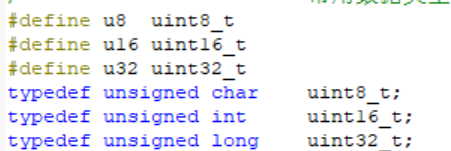 #define u8  uint8_t
#define u16 uint16_t
#define u32 uint32_t
typedef unsigned char    uint8_t;
typedef unsigned int     uint16_t;
typedef unsigned long    uint32_t;